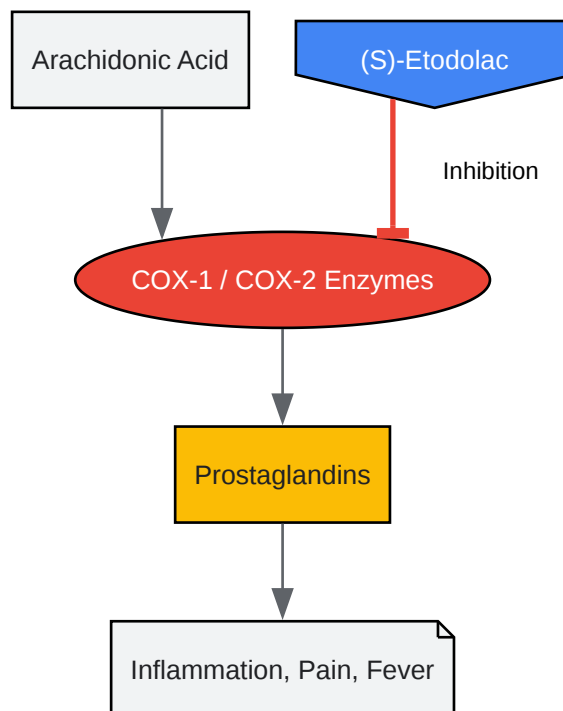 Arachidonic Acid
(S)-Etodolac
Inhibition
COX-1 / COX-2 Enzymes
Prostaglandins
Inflammation, Pain, Fever